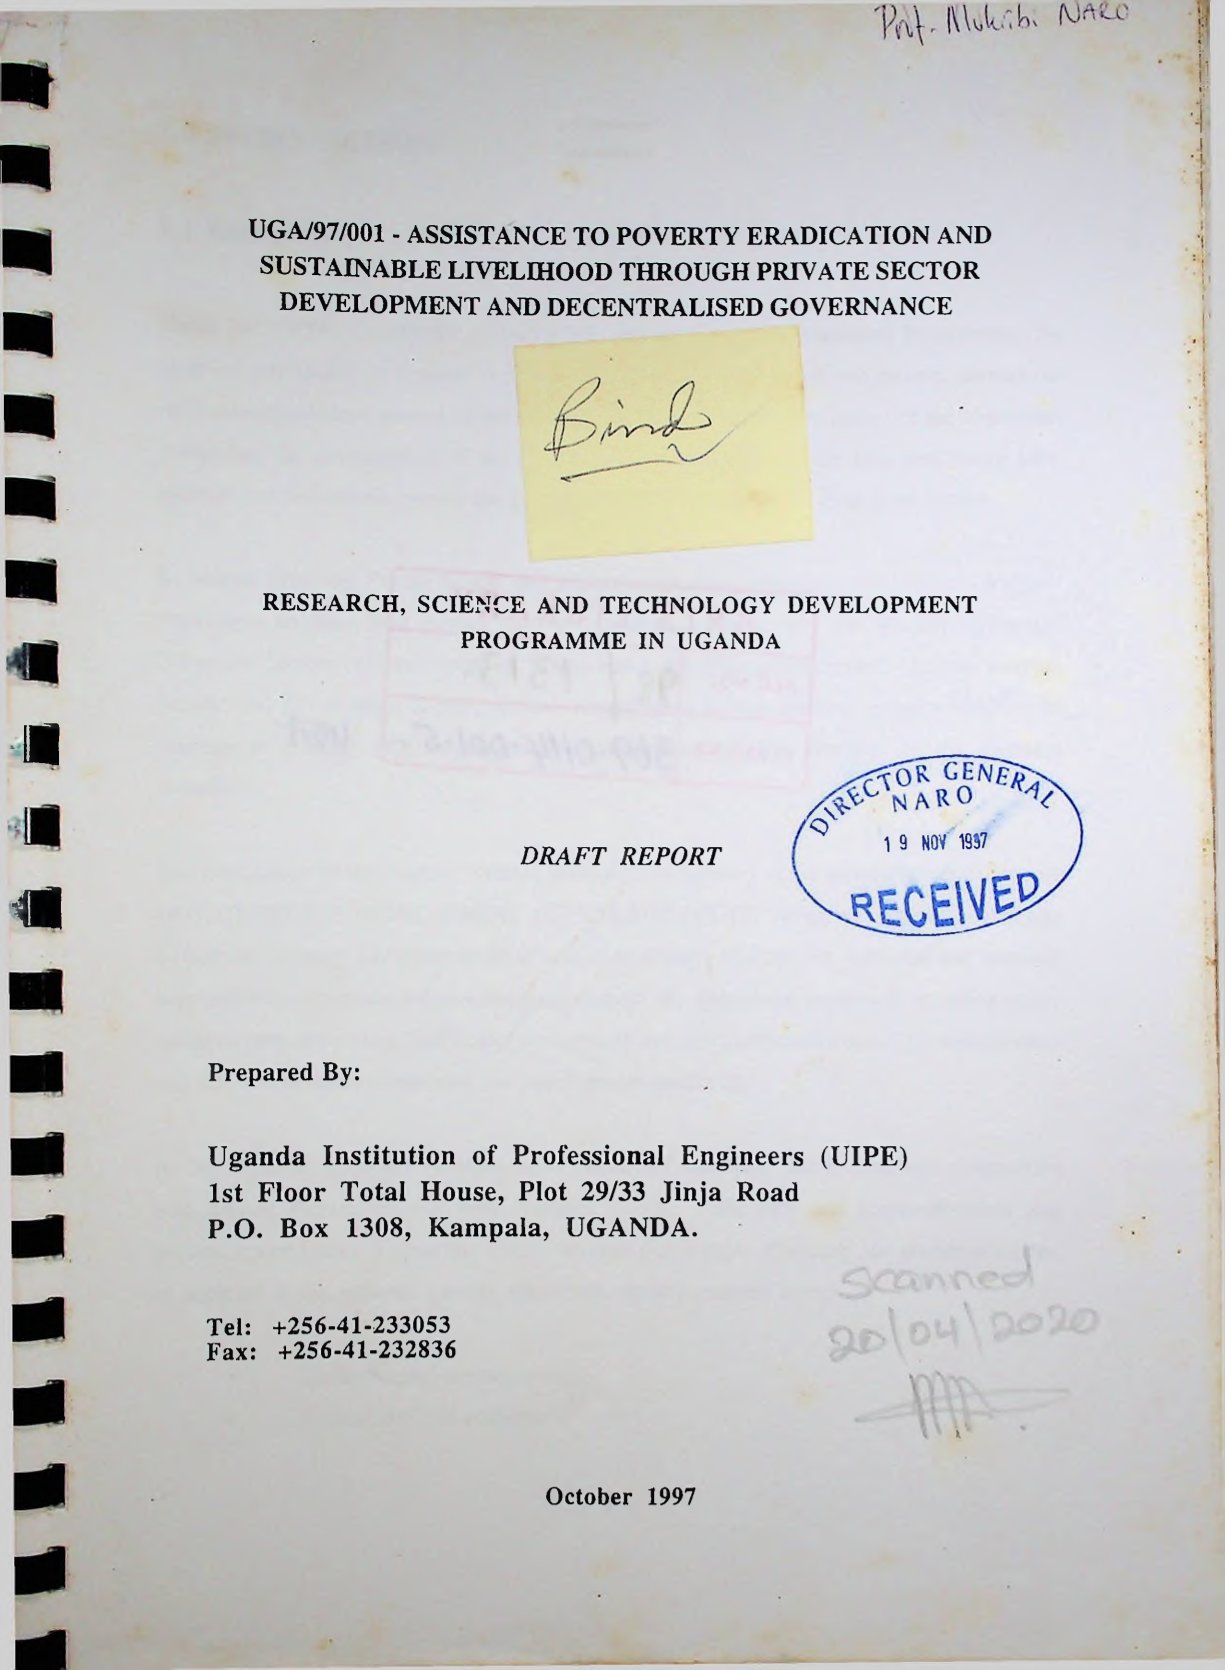 Prof. Mukiibi NARO
UGA/97/001 - ASSISTANCE TO POVERTY ERADICATION AND
SUSTAINABLE LIVELIHOOD THROUGH PRIVATE SECTOR
DEVELOPMENT AND DECENTRALISED GOVERNANCE
Bind
RESEARCH, SCIENCE AND TECHNOLOGY DEVELOPMENT
PROGRAMME IN UGANDA
DIRECTOR GENERAL
NARO
19 NOV 1997
RECEIVED
DRAFT REPORT
Prepared By:
Uganda Institution of Professional Engineers (UIPE)
1st Floor Total House, Plot 29/33 Jinja Road
P.O. Box 1308, Kampala, UGANDA.
scanned
20/04/2020
Tel: +256-41-233053
Fax: +256-41-232836
October 1997